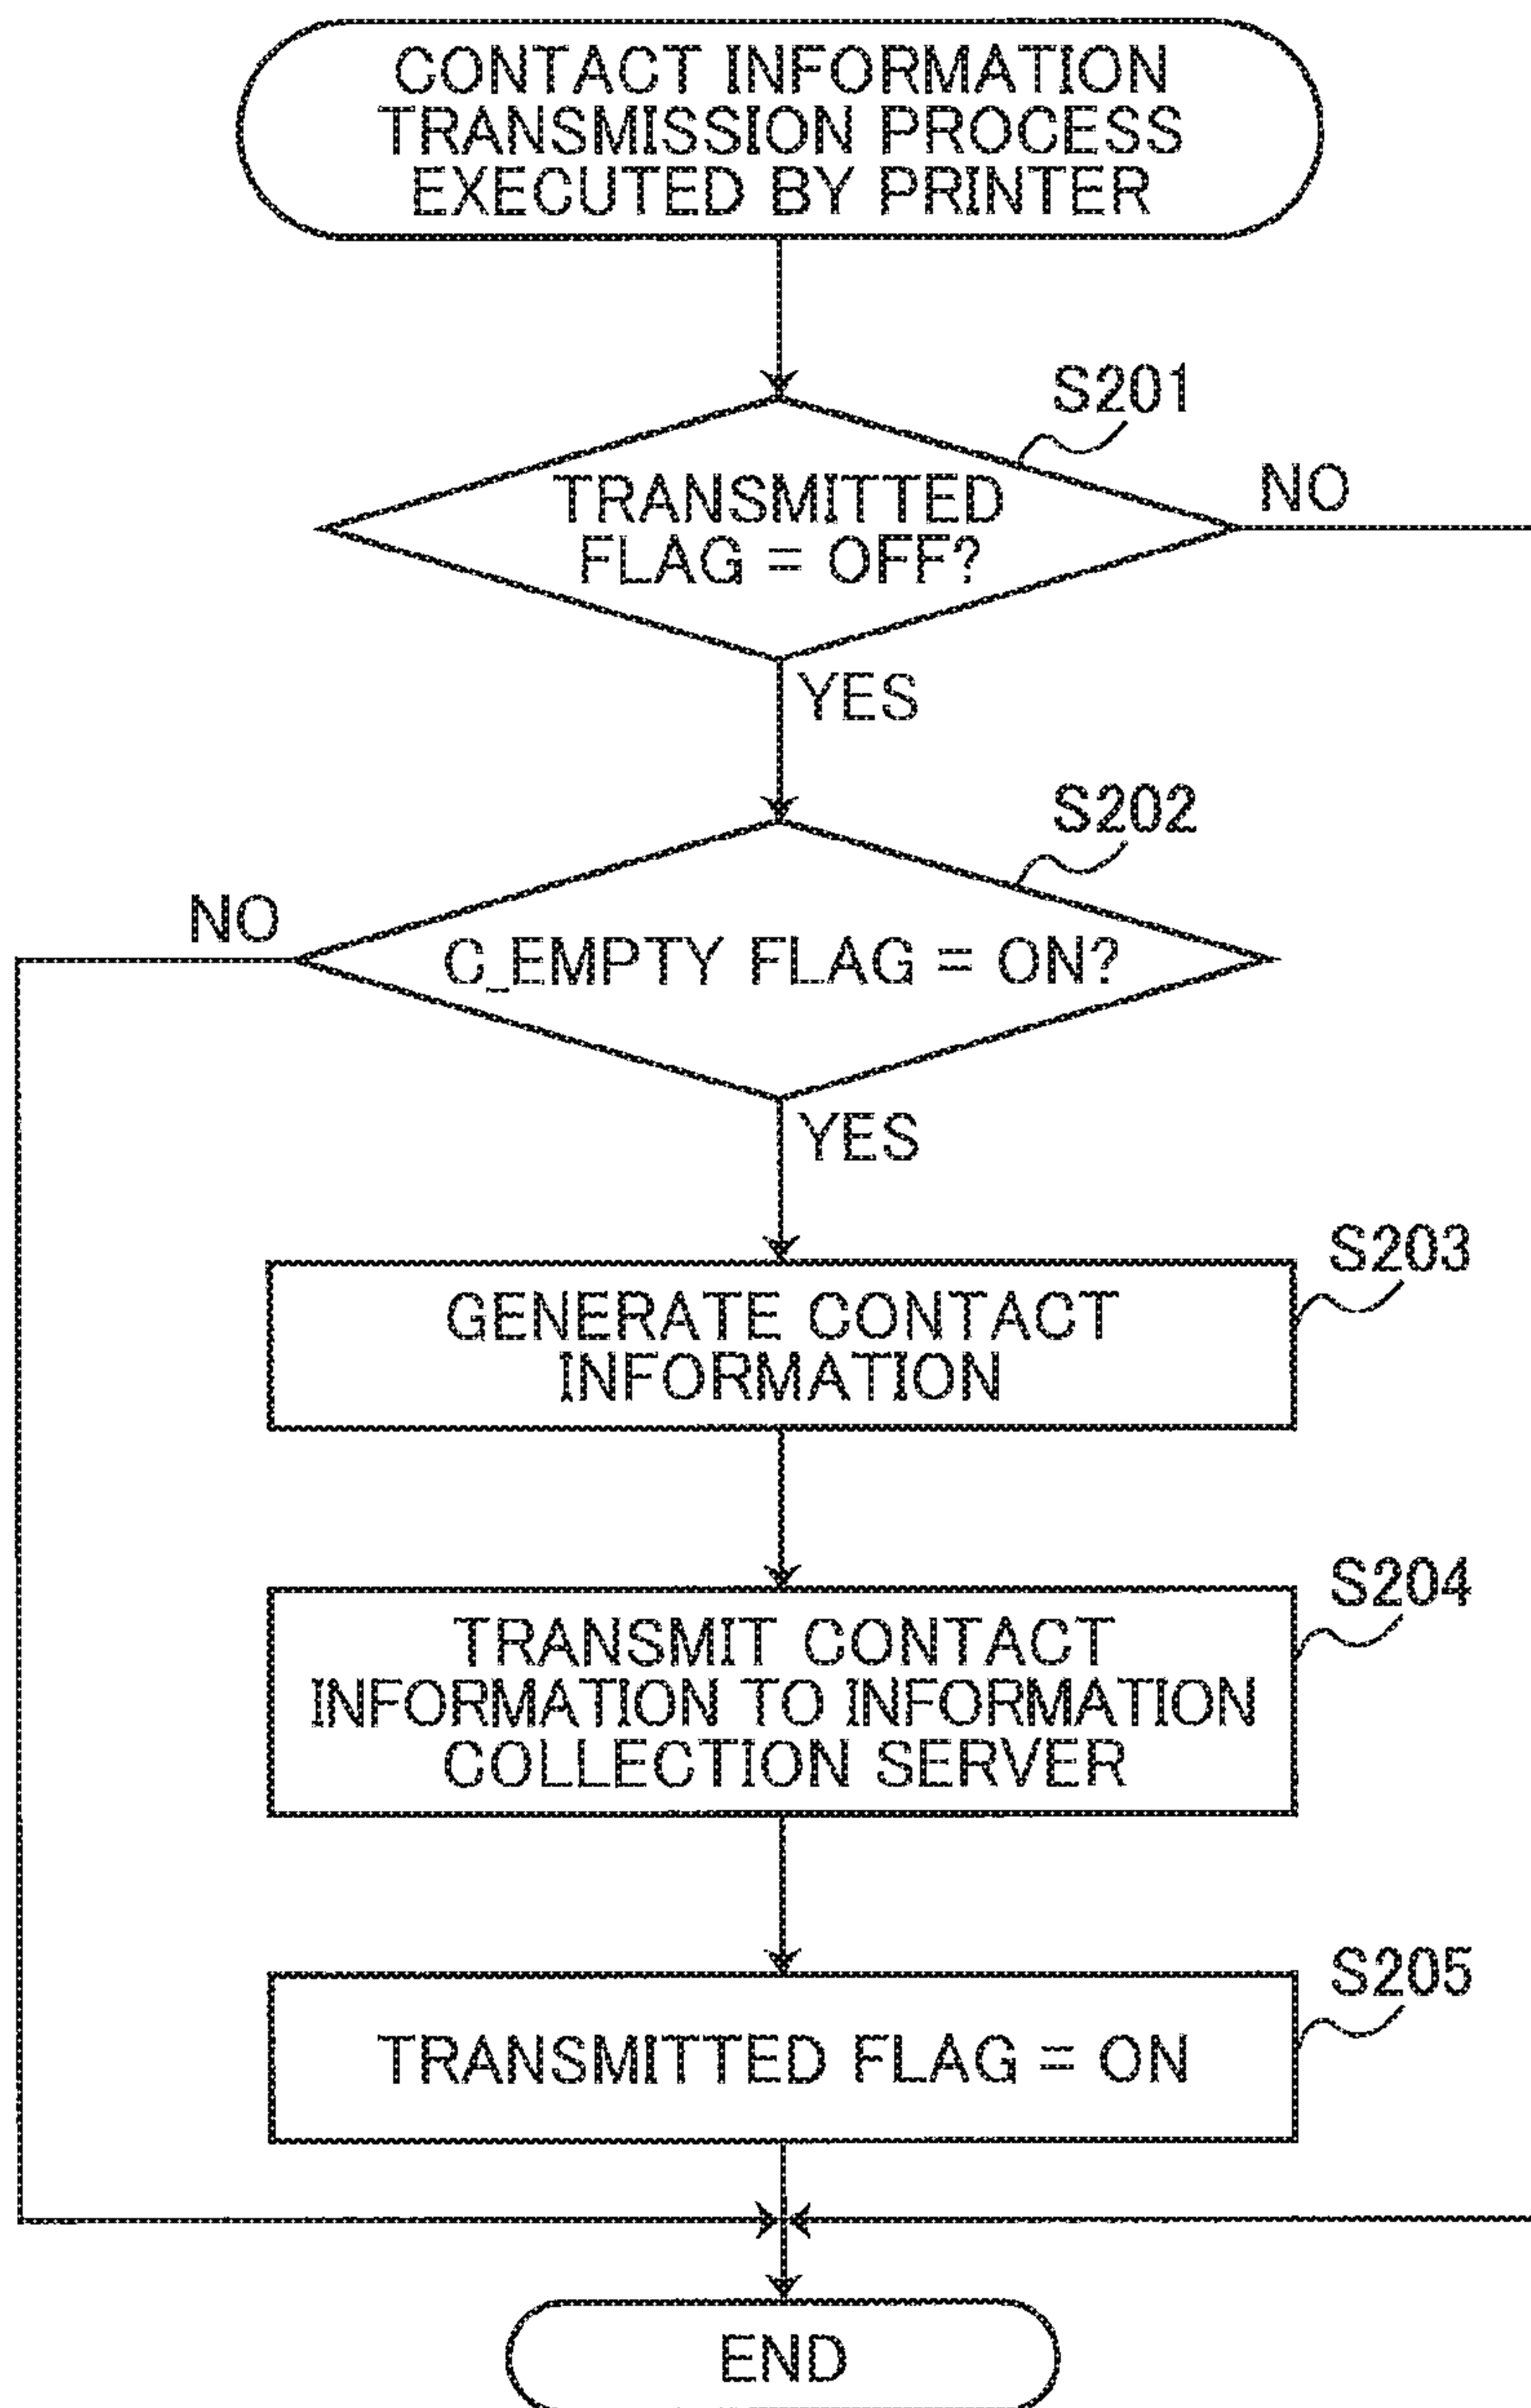 CONTACT INFORMATION
TRANSMISSION PROCESS
EXECUTED BY PRINTER
S201
TRANSMITTED
FLAG = OFF?
NO
YES
S202
NO
C_EMPTY FLAG = ON?
YES
S203
GENERATE CONTACT
INFORMATION
S204
TRANSMIT CONTACT
INFORMATION TO INFORMATION
COLLECTION SERVER
S205
TRANSMITTED FLAG = ON
END